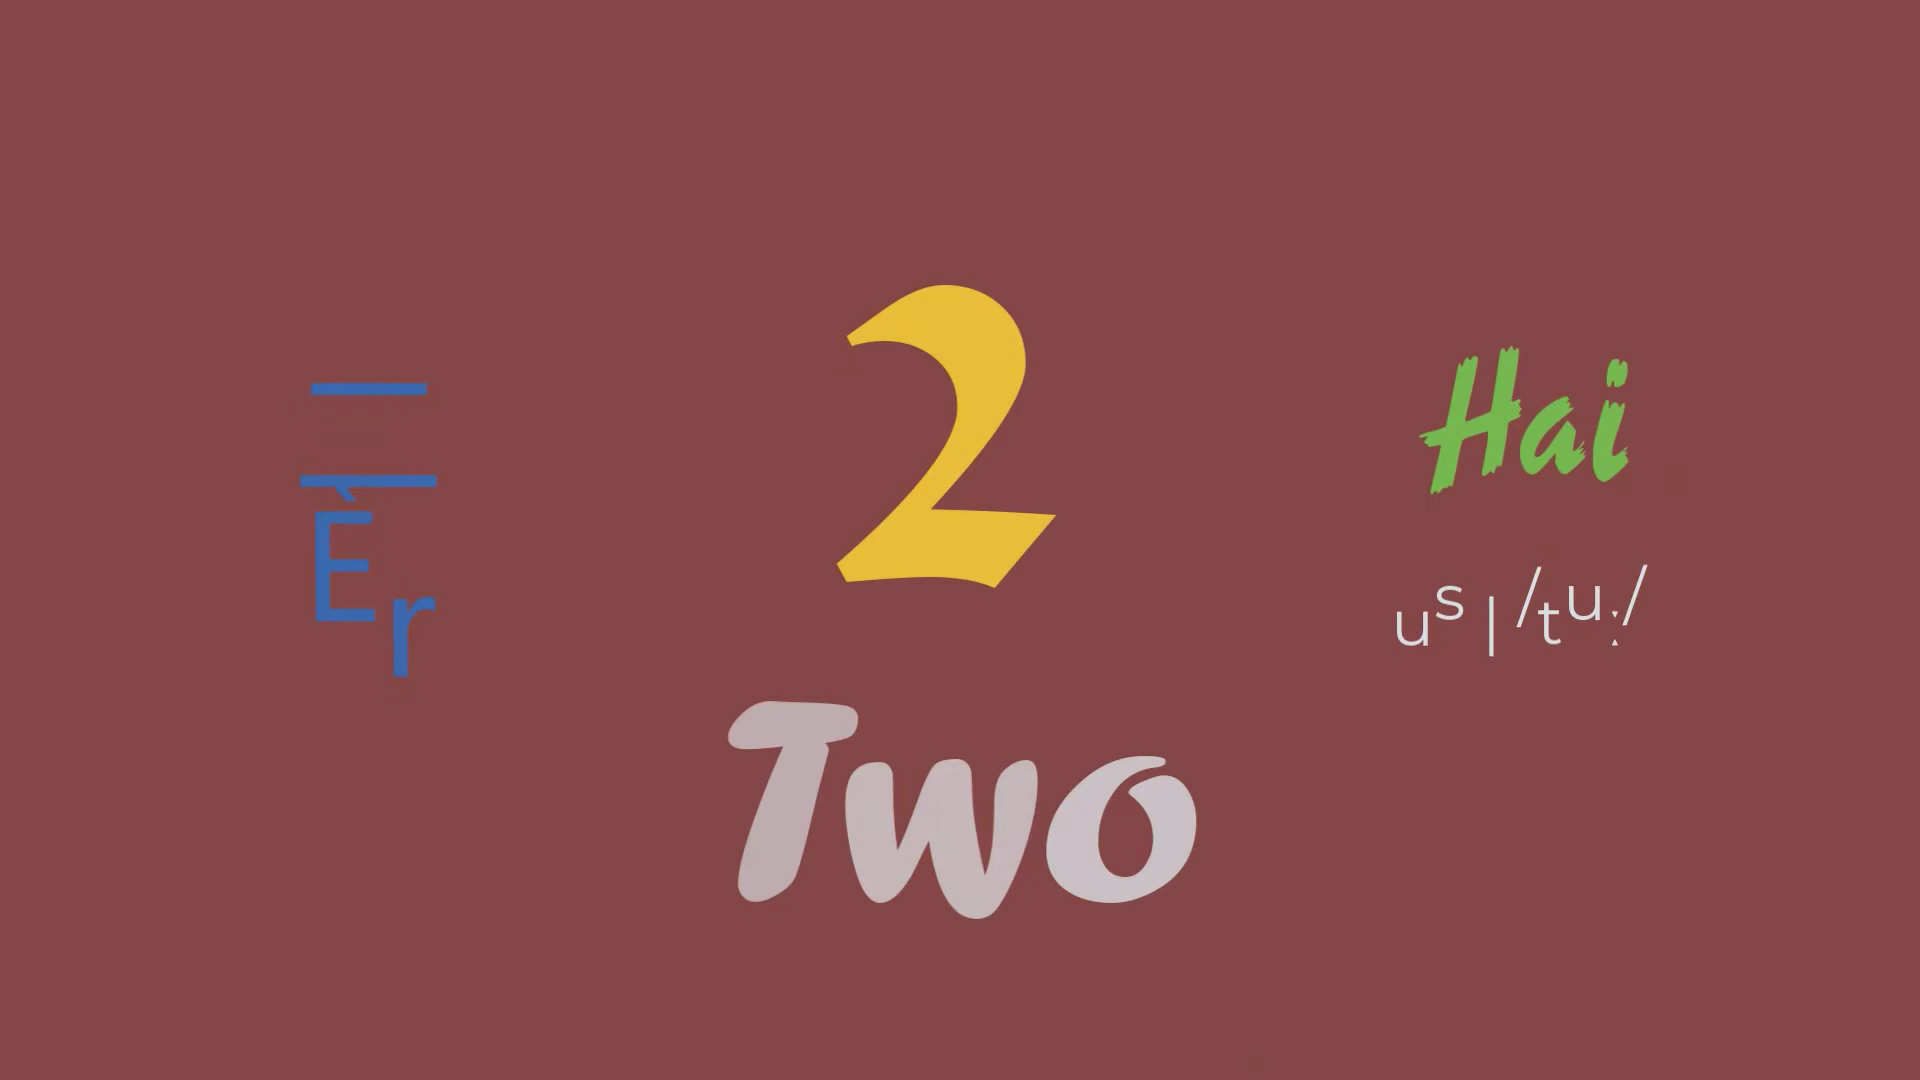 二
Èr
2
Two
Hai
us | /tuː/